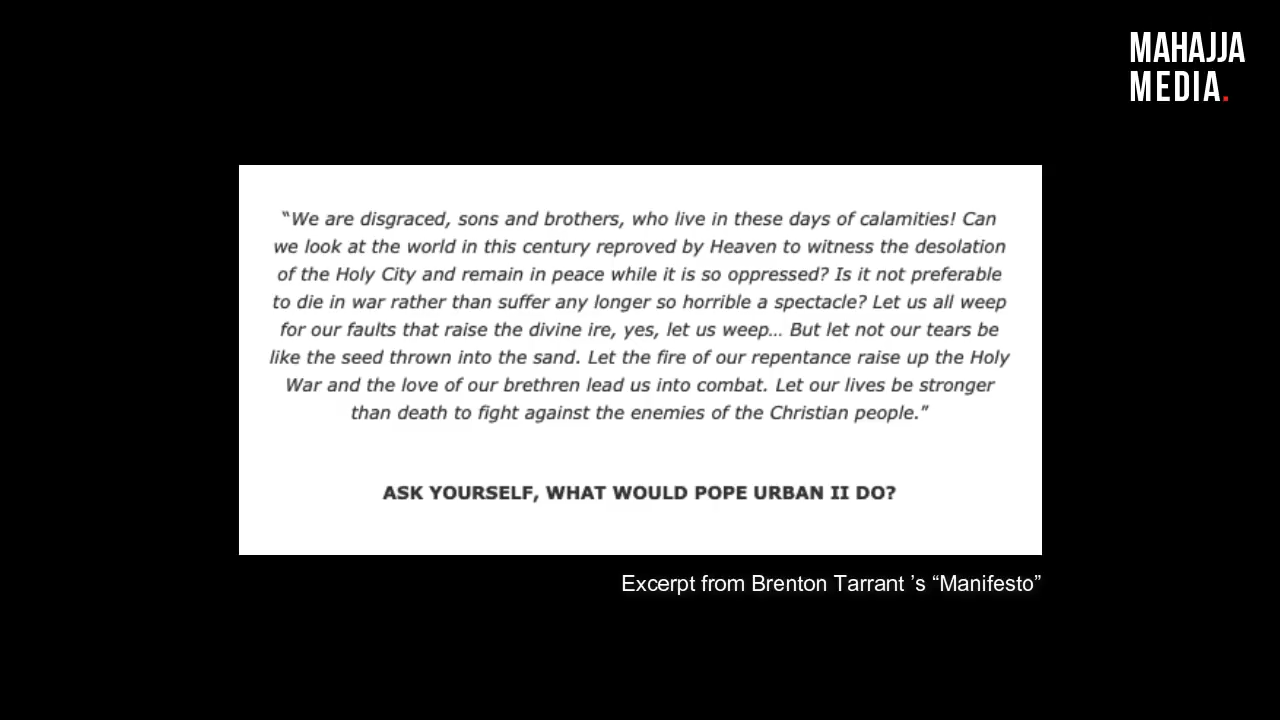 MAHAJJA
MEDIA.
“We are disgraced, sons and brothers, who live in these days of calamities! Can
we look at the world in this century reproved by Heaven to witness the desolation
of the Holy City and remain in peace while it is so oppressed? Is it not preferable
to die in war rather than suffer any longer so horrible a spectacle? Let us all weep
for our faults that raise the divine ire, yes, let us weep... But let not our tears be
like the seed thrown into the sand. Let the fire of our repentance raise up the Holy
War and the love of our brethren lead us into combat. Let our lives be stronger
than death to fight against the enemies of the Christian people.”
ASK YOURSELF, WHAT WOULD POPE URBAN II DO?
Excerpt from Brenton Tarrant ’s “Manifesto”